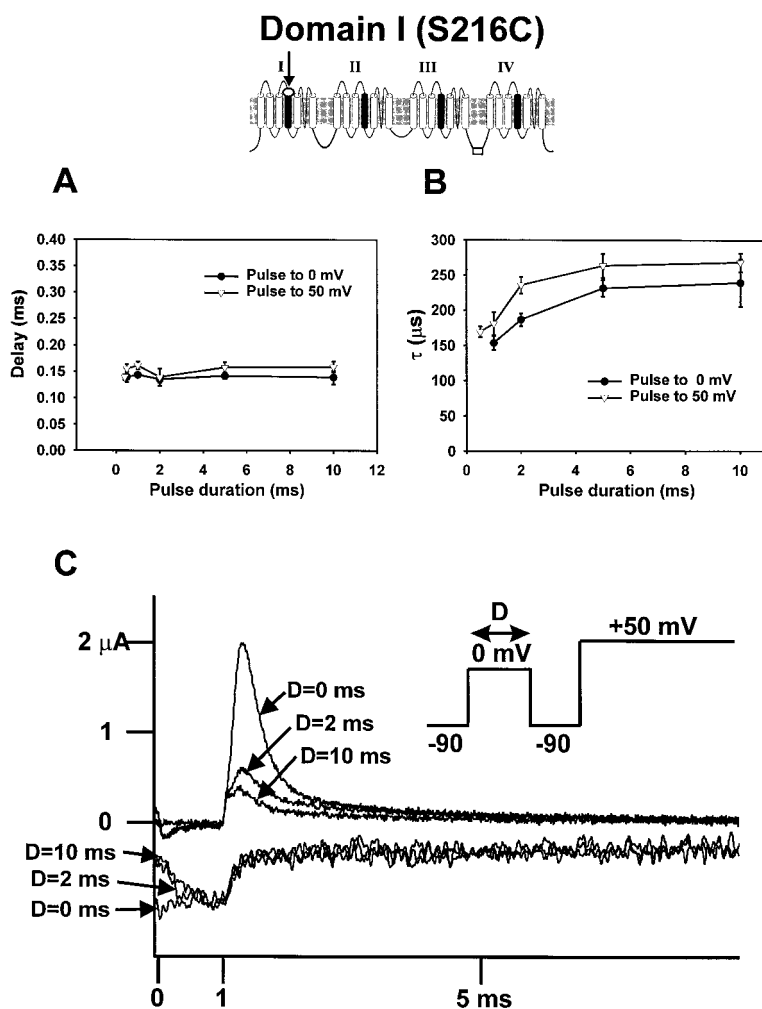 Domain I (S216C)
I II III IV
A
B
0.40
0.35
0.30
0.25
0.20
0.15
0.10
0.05
0.00
Delay (ms)
Pulse to 0 mV
Pulse to 50 mV
0 2 4 6 8 10 12
Pulse duration (ms)
300
250
200
150
100
50
0
τ (μs)
Pulse to 0 mV
Pulse to 50 mV
0 2 4 6 8 10
Pulse duration (ms)
C
2 μA
1
0
D=0 ms
D=2 ms
D=10 ms
D
0 mV
+50 mV
-90
-90
D=10 ms
D=2 ms
D=0 ms
0 1 5 ms